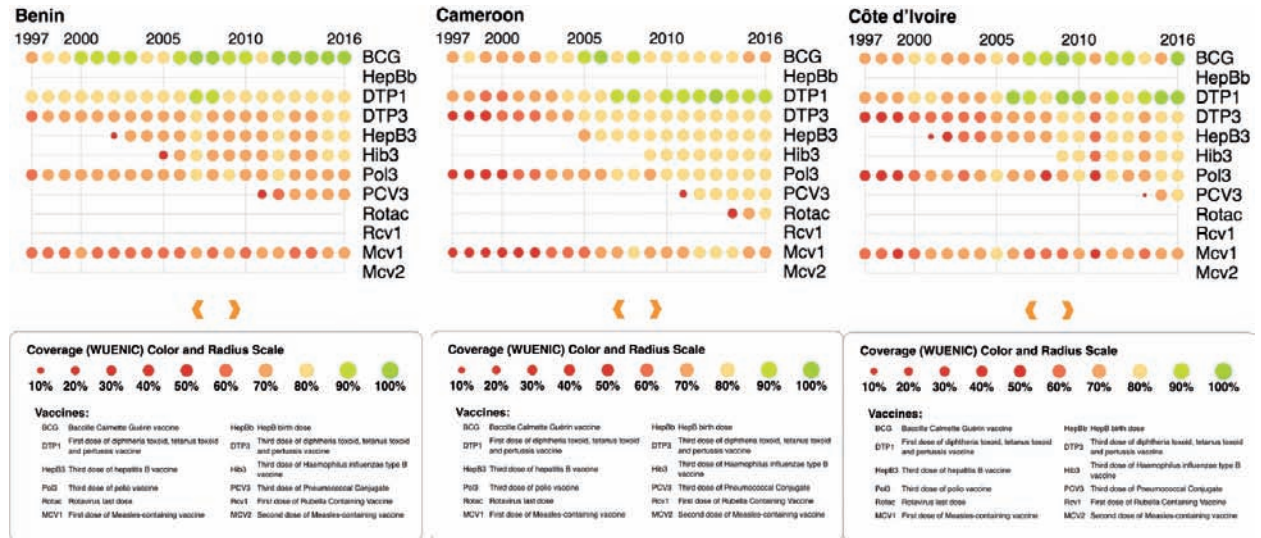 Benin
1997 2000 2005 2010 2016
BCG
HepBb
DTP1
DTP3
HepB3
Hib3
Pol3
PCV3
Rotac
Rcv1
Mcv1
Mcv2
Coverage (WUENIC) Color and Radius Scale
10% 20% 30% 40% 50% 60% 70% 80% 90% 100%
Vaccines:
BCG Baccille Calmette Guérin vaccine HepBb HepB birth dose
DTP1 First dose of diphtheria toxoid, tetanus toxoid and pertussis vaccine DTP3 Third dose of diphtheria toxoid, tetanus toxoid and pertussis vaccine
HepB3 Third dose of hepatitis B vaccine Hib3 Third dose of Haemophilus influenzae type B vaccine
Pol3 Third dose of polio vaccine PCV3 Third dose of Pneumococcal Conjugate
Rotac Rotavirus last dose Rcv1 First dose of Rubella Containing Vaccine
MCV1 First dose of Measles-containing vaccine MCV2 Second dose of Measles-containing vaccine
Cameroon
1997 2000 2005 2010 2016
BCG
HepBb
DTP1
DTP3
HepB3
Hib3
Pol3
PCV3
Rotac
Rcv1
Mcv1
Mcv2
Coverage (WUENIC) Color and Radius Scale
10% 20% 30% 40% 50% 60% 70% 80% 90% 100%
Vaccines:
BCG Baccille Calmette Guérin vaccine HepBb HepB birth dose
DTP1 First dose of diphtheria toxoid, tetanus toxoid and pertussis vaccine DTP3 Third dose of diphtheria toxoid, tetanus toxoid and pertussis vaccine
HepB3 Third dose of hepatitis B vaccine Hib3 Third dose of Haemophilus influenzae type B vaccine
Pol3 Third dose of polio vaccine PCV3 Third dose of Pneumococcal Conjugate
Rotac Rotavirus last dose Rcv1 First dose of Rubella Containing Vaccine
MCV1 First dose of Measles-containing vaccine MCV2 Second dose of Measles-containing vaccine
Côte d'Ivoire
1997 2000 2005 2010 2016
BCG
HepBb
DTP1
DTP3
HepB3
Hib3
Pol3
PCV3
Rotac
Rcv1
Mcv1
Mcv2
Coverage (WUENIC) Color and Radius Scale
10% 20% 30% 40% 50% 60% 70% 80% 90% 100%
Vaccines:
BCG Baccille Calmette Guérin vaccine HepBb HepB birth dose
DTP1 First dose of diphtheria toxoid, tetanus toxoid and pertussis vaccine DTP3 Third dose of diphtheria toxoid, tetanus toxoid and pertussis vaccine
HepB3 Third dose of hepatitis B vaccine Hib3 Third dose of Haemophilus influenzae type B vaccine
Pol3 Third dose of polio vaccine PCV3 Third dose of Pneumococcal Conjugate
Rotac Rotavirus last dose Rcv1 First dose of Rubella Containing Vaccine
MCV1 First dose of Measles-containing vaccine MCV2 Second dose of Measles-containing vaccine